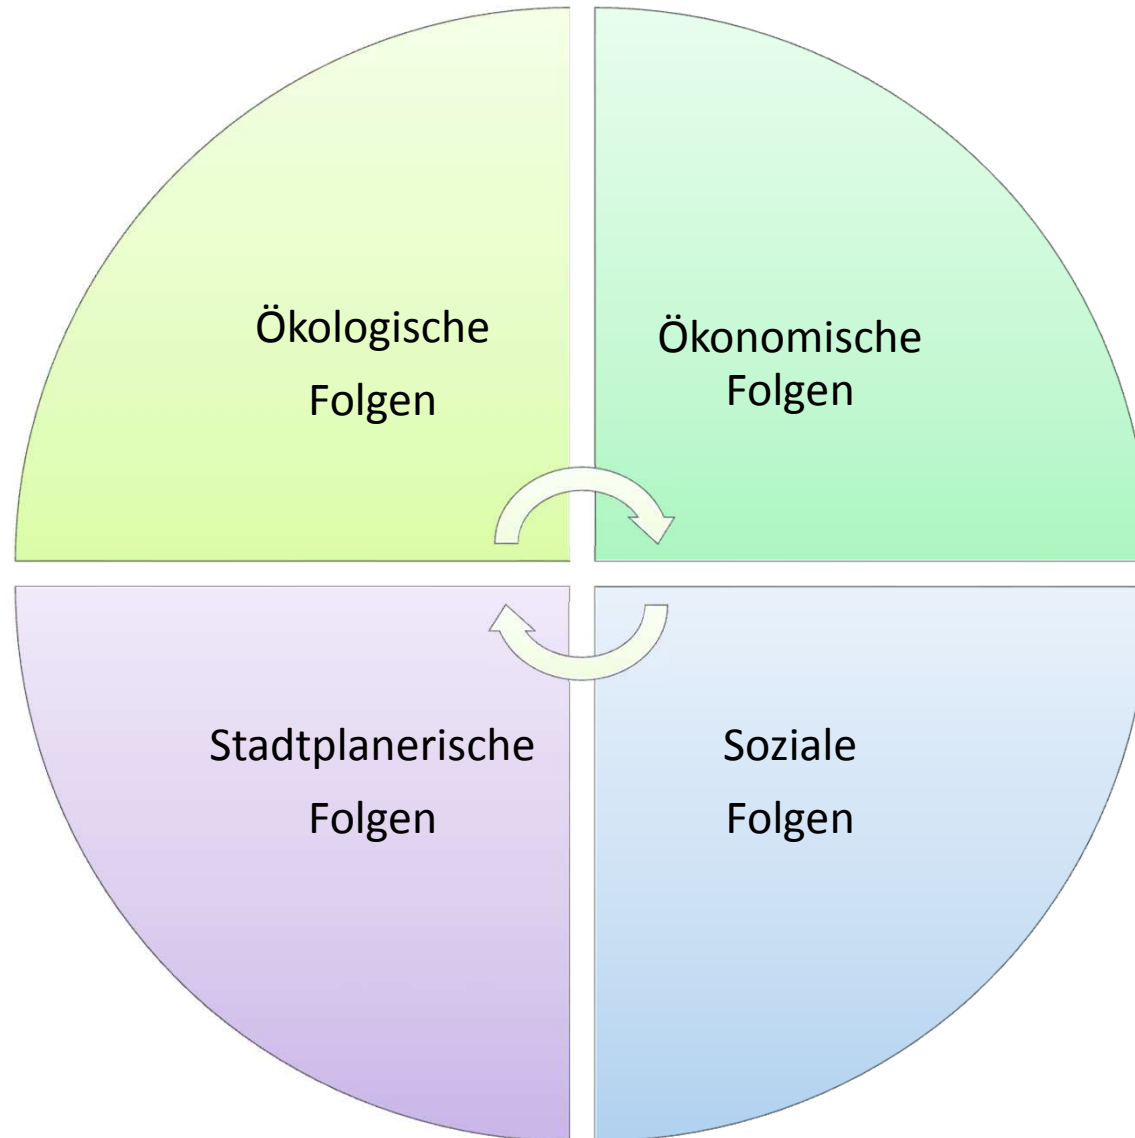 Ökologische
Folgen
Ökonomische
Folgen
Stadtplanerische
Folgen
Soziale
Folgen